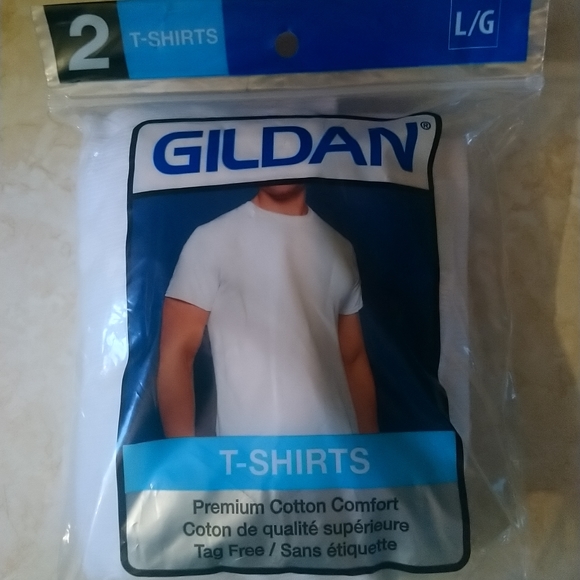 2 T-SHIRTS L/G
GILDAN®
T-SHIRTS
Premium Cotton Comfort
Coton de qualité supérieure
Tag Free / Sans étiquette